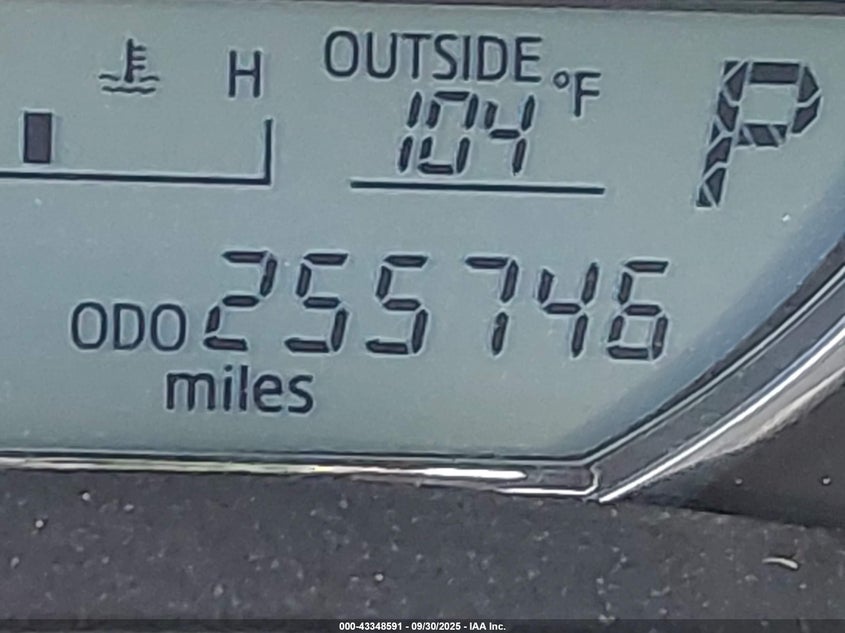 H
OUTSIDE
104 °F
P
ODO 255746
miles
000-43348591 - 09/30/2025 - IAA Inc.